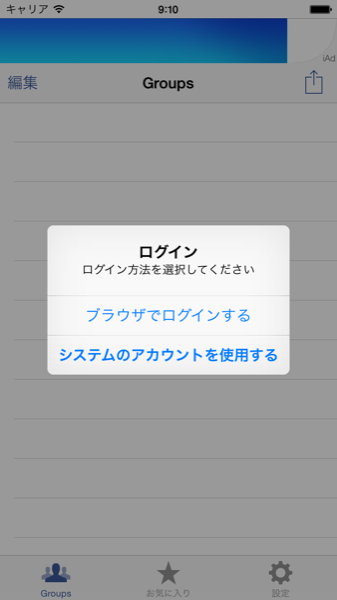 キャリア 9:10
iAd
編集 Groups
ログイン
ログイン方法を選択してください
ブラウザでログインする
システムのアカウントを使用する
Groups お気に入り 設定